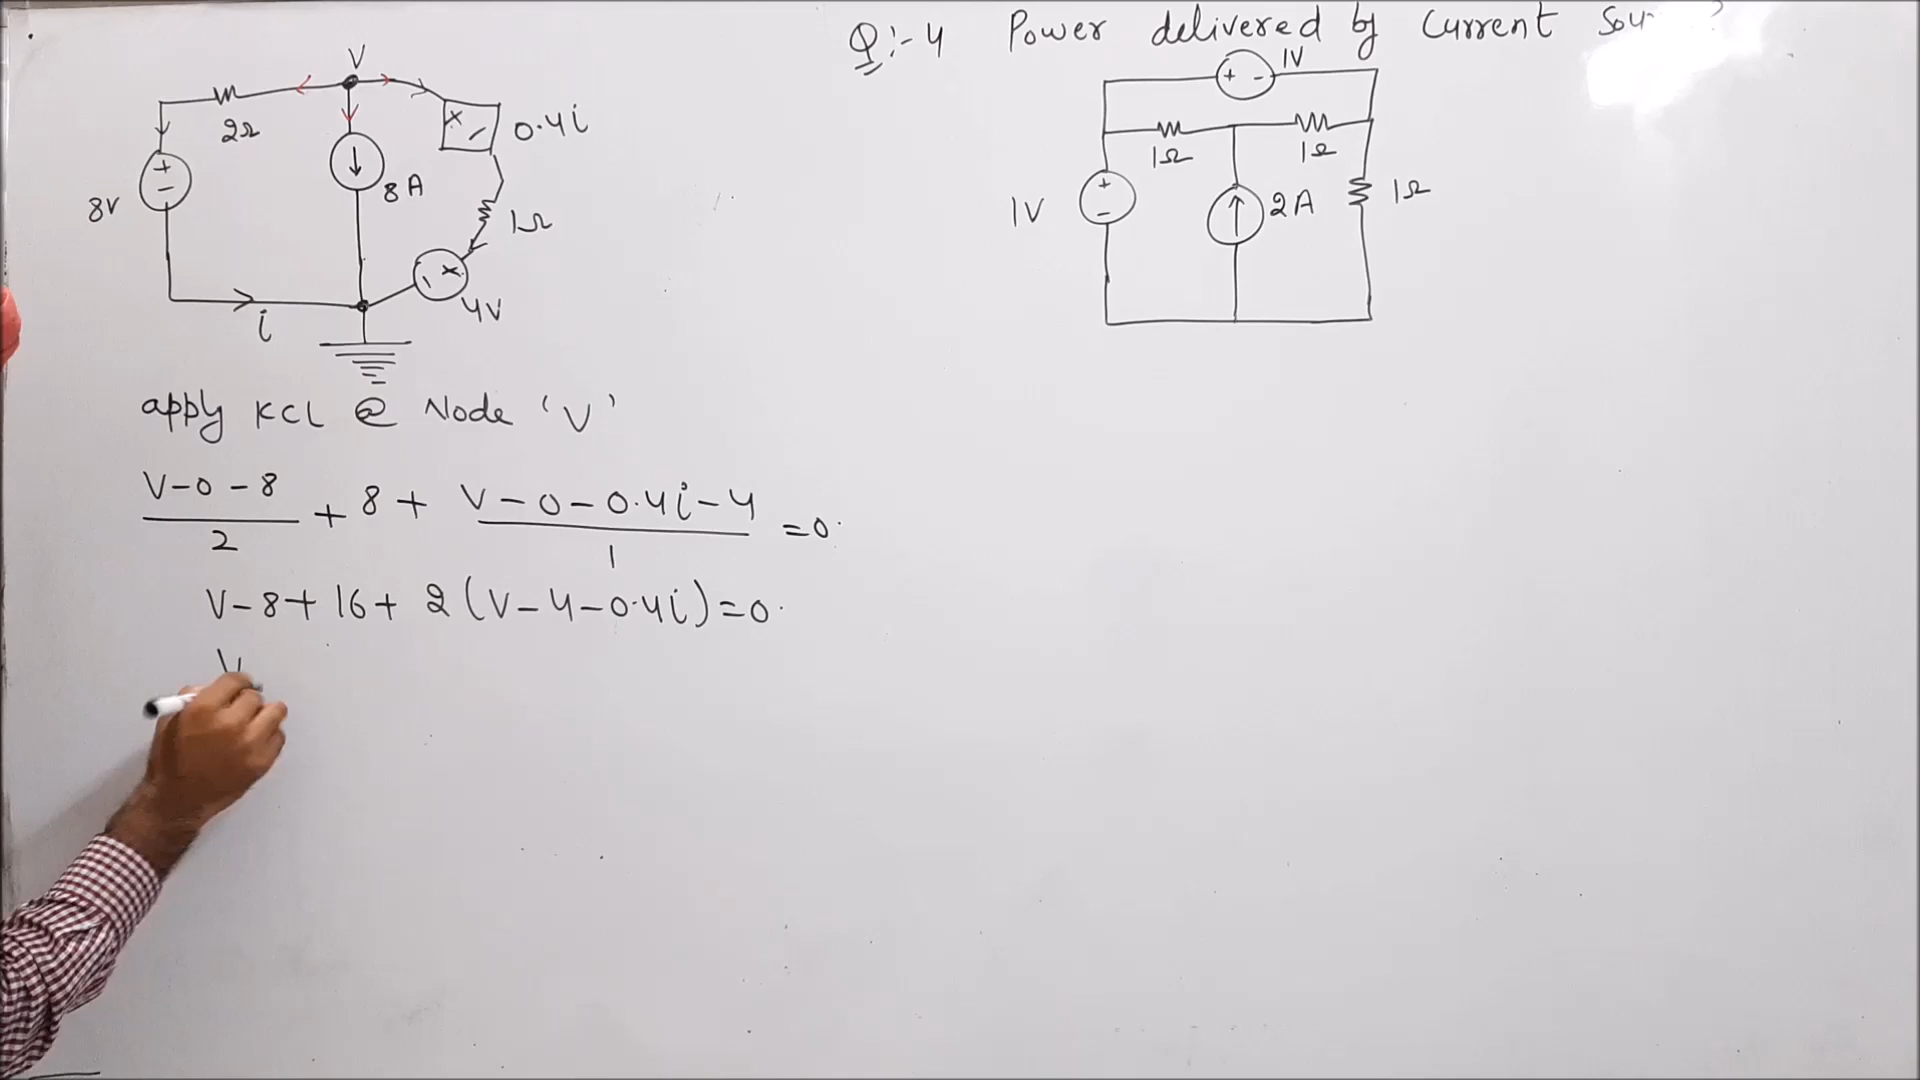 V
2Ω
8V
+
-
8A
+ -
0.4i
1Ω
+ -
4V
i
apply KCL @ Node 'V'
V-0-8 / 2 + 8 + V-0-0.4i-4 / 1 = 0
V-8+16+ 2(V-4-0.4i)=0
V
Q:-4 Power delivered by Current ?
+ - 1V
1Ω 1Ω
1V
+
-
2A
1Ω